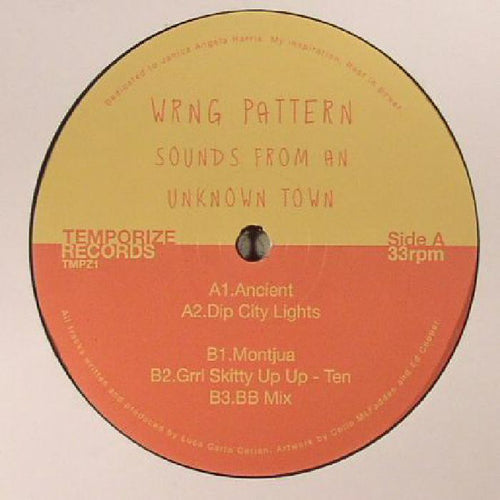 Dedicated to Janice Angela Harris. My inspiration, Rest in Power.
WRNG PATTERN
SOUNDS FROM AN
UNKNOWN TOWN
TEMPORIZE
RECORDS
TMPZ1
Side A
33rpm
A1.Ancient
A2.Dip City Lights
B1.Montjua
B2.Grrl Skitty Up Up - Ten
B3.BB Mix
All tracks written and produced by Luca Carlo Cerian. Artwork by Colin McFadden and Ed Cooper.